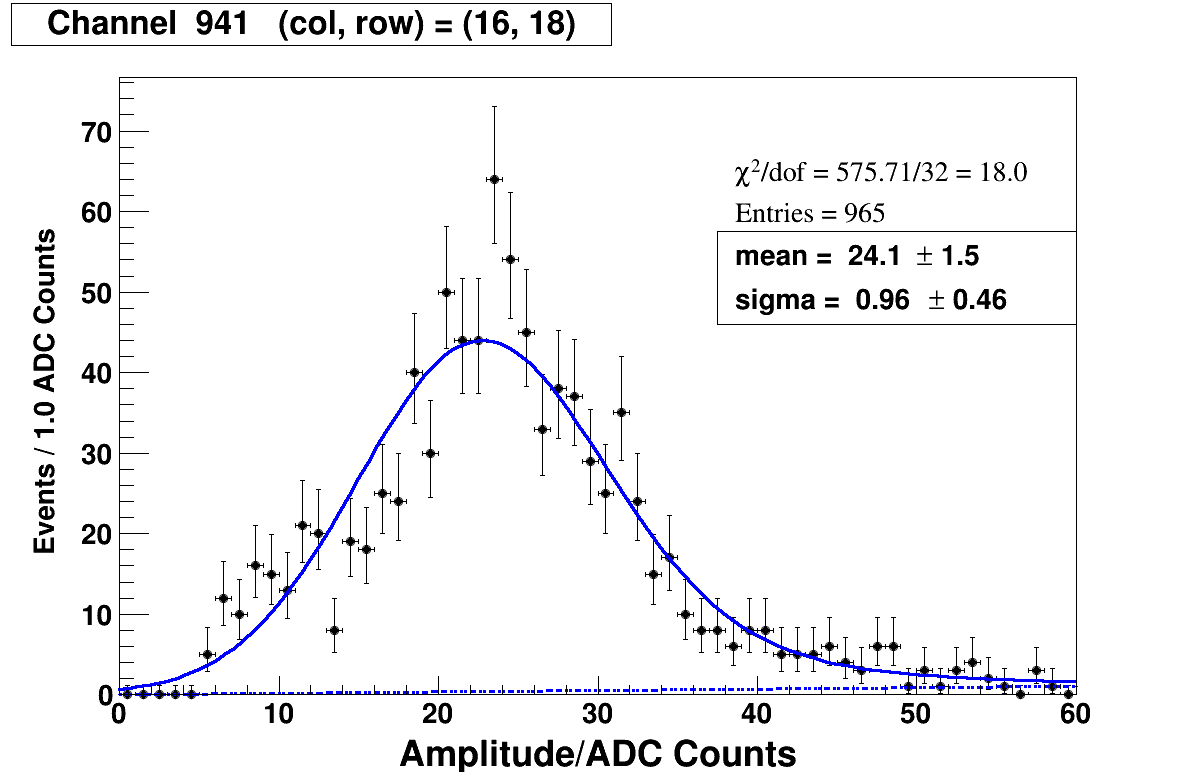 Channel 941 (col, row) = (16, 18)
χ²/dof = 575.71/32 = 18.0
Entries = 965
mean = 24.1 ± 1.5
sigma = 0.96 ± 0.46
Events / 1.0 ADC Counts
70
60
50
40
30
20
10
0
0 10 20 30 40 50 60
Amplitude/ADC Counts